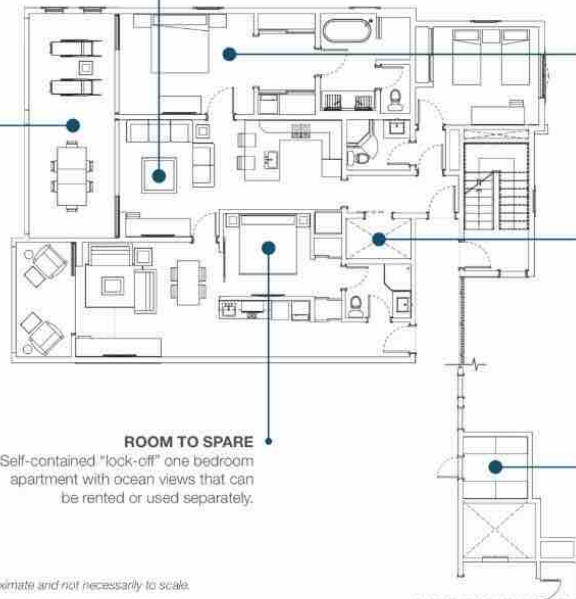 ROOM TO SPARE
Self-contained "lock-off" one bedroom
apartment with ocean views that can
be rented or used separately.
ximate and not necessarily to scale.